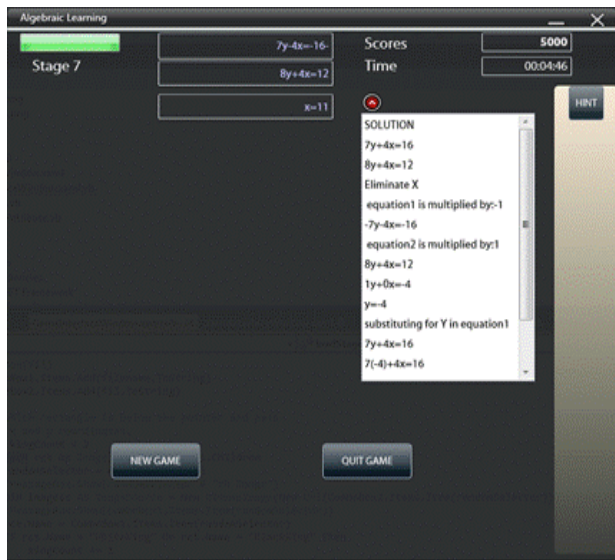 Algebraic Learning
7y-4x=-16-
Scores
5000
Stage 7
8y+4x=12
Time
00:04:46
x=11
HINT
SOLUTION
7y+4x=16
8y+4x=12
Eliminate X
equation1 is multiplied by:-1
-7y-4x=-16
equation2 is multiplied by:1
8y+4x=12
1y+0x=-4
y=-4
substituting for Y in equation1
7y+4x=16
7(-4)+4x=16
NEW GAME
QUIT GAME